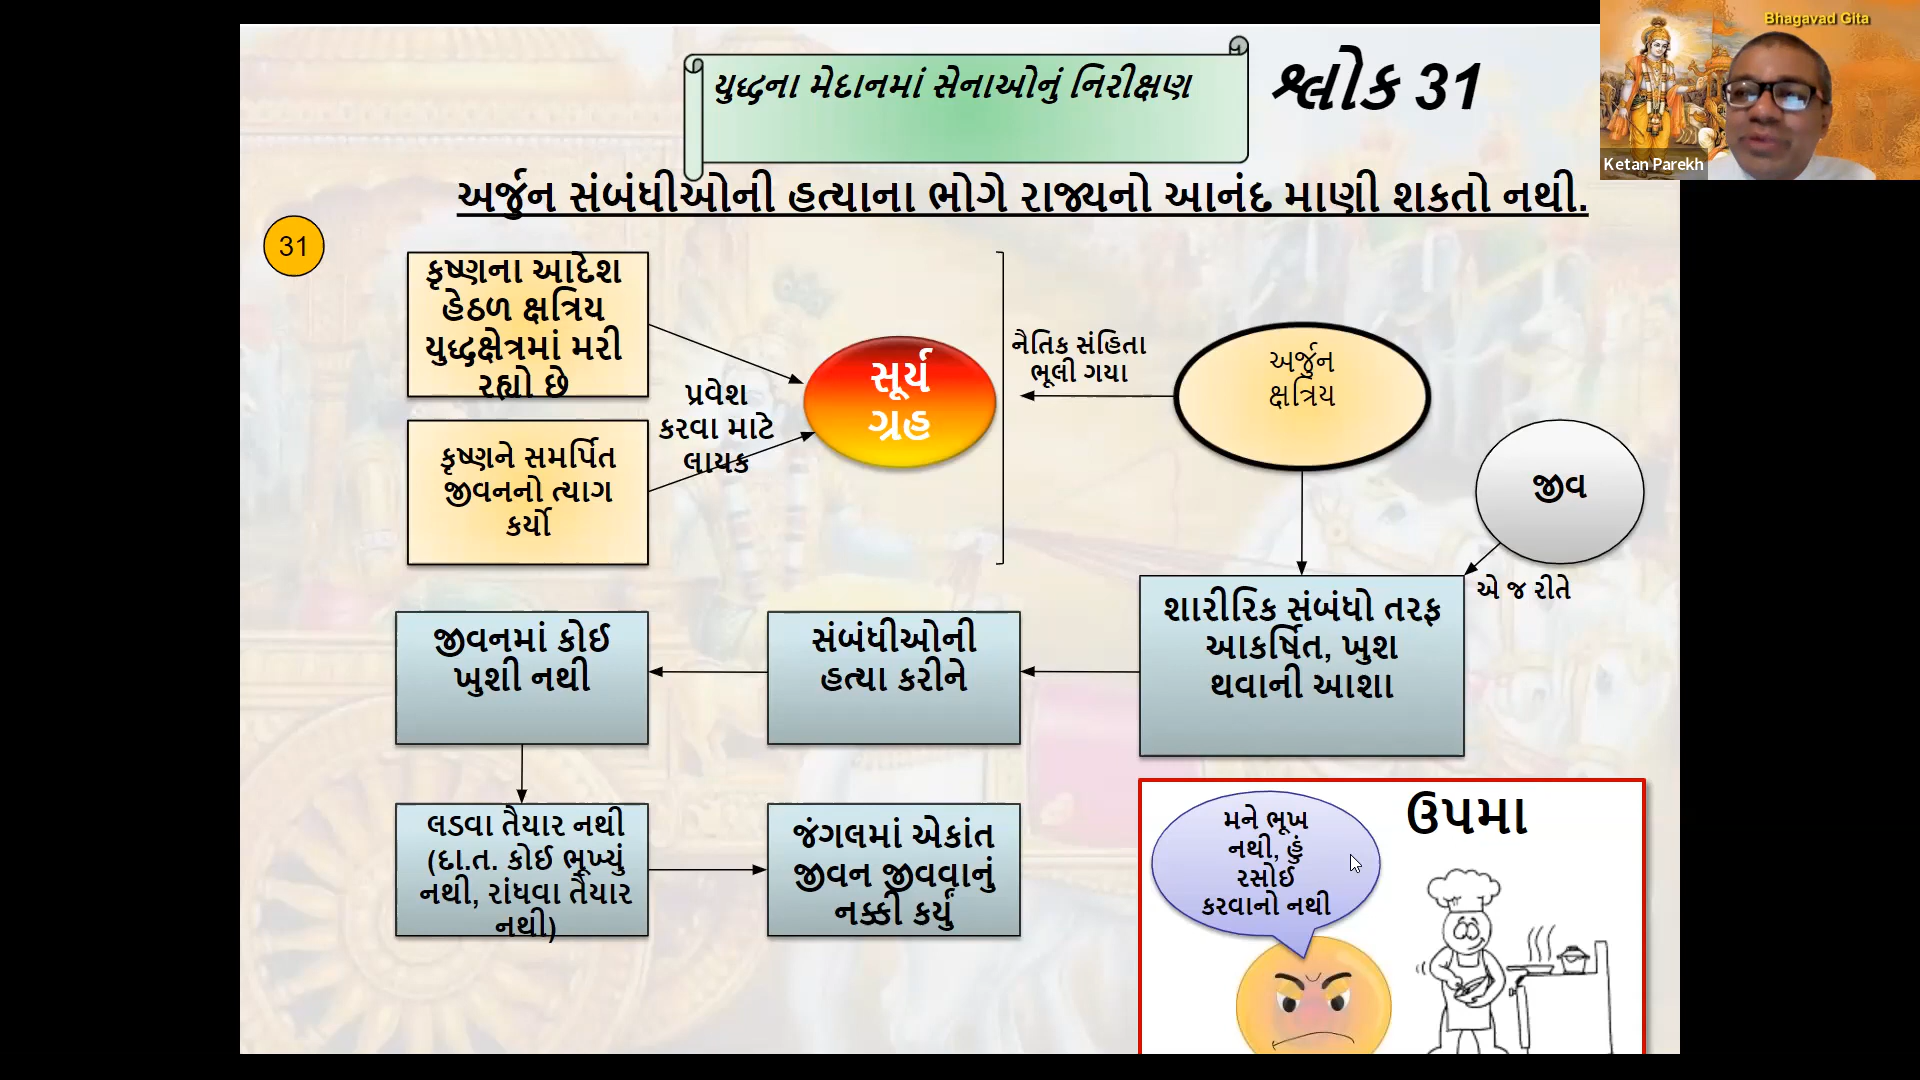 Bhagavad Gita
Ketan Parekh
યુદ્ધના મેદાનમાં સેનાઓનું નિરીક્ષણ
શ્લોક 31
અર્જુન સંબંધીઓની હત્યાના ભોગે રાજ્યનો આનંદ માણી શકતો નથી.
31
કૃષ્ણના આદેશ
હેઠળ ક્ષત્રિય
યુદ્ધક્ષેત્રમાં મરી
રહ્યો છે
કૃષ્ણને સમર્પિત
જીવનનો ત્યાગ
કર્યો
પ્રવેશ
કરવા માટે
લાયક
સૂર્ય
ગ્રહ
નૈતિક સંહિતા
ભૂલી ગયા
અર્જુન
ક્ષત્રિય
જીવ
એ જ રીતે
શારીરિક સંબંધો તરફ
આકર્ષિત, ખુશ
થવાની આશા
સંબંધીઓની
હત્યા કરીને
જીવનમાં કોઈ
ખુશી નથી
લડવા તૈયાર નથી
(દા.ત. કોઈ ભૂખ્યું
નથી, રાંધવા તૈયાર
નથી)
જંગલમાં એકાંત
જીવન જીવવાનું
નક્કી કર્યું
ઉપમા
મને ભૂખ
નથી, હું
રસોઈ
કરવાનો નથી